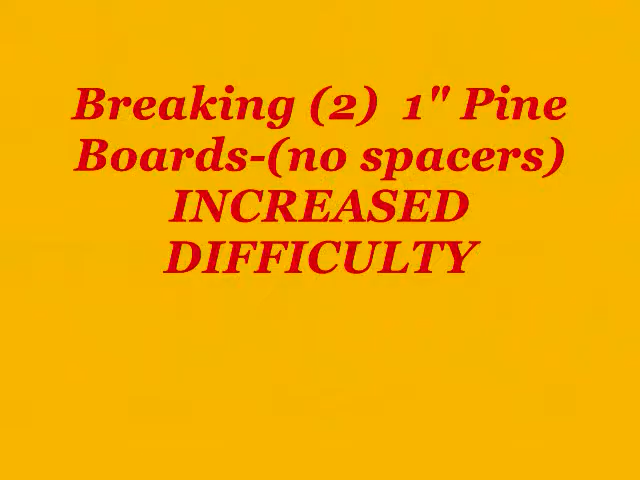 Breaking (2)  1" Pine
Boards-(no spacers)
INCREASED
DIFFICULTY